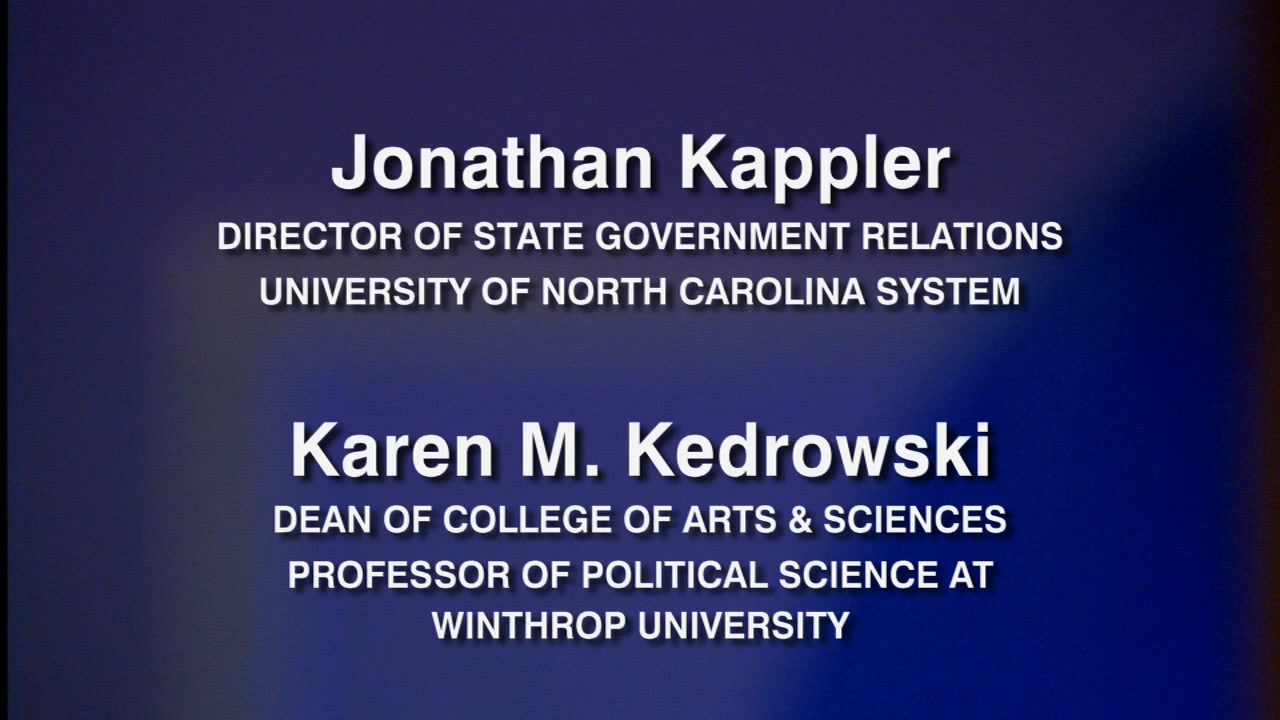 Jonathan Kappler
DIRECTOR OF STATE GOVERNMENT RELATIONS
UNIVERSITY OF NORTH CAROLINA SYSTEM
Karen M. Kedrowski
DEAN OF COLLEGE OF ARTS & SCIENCES
PROFESSOR OF POLITICAL SCIENCE AT
WINTHROP UNIVERSITY